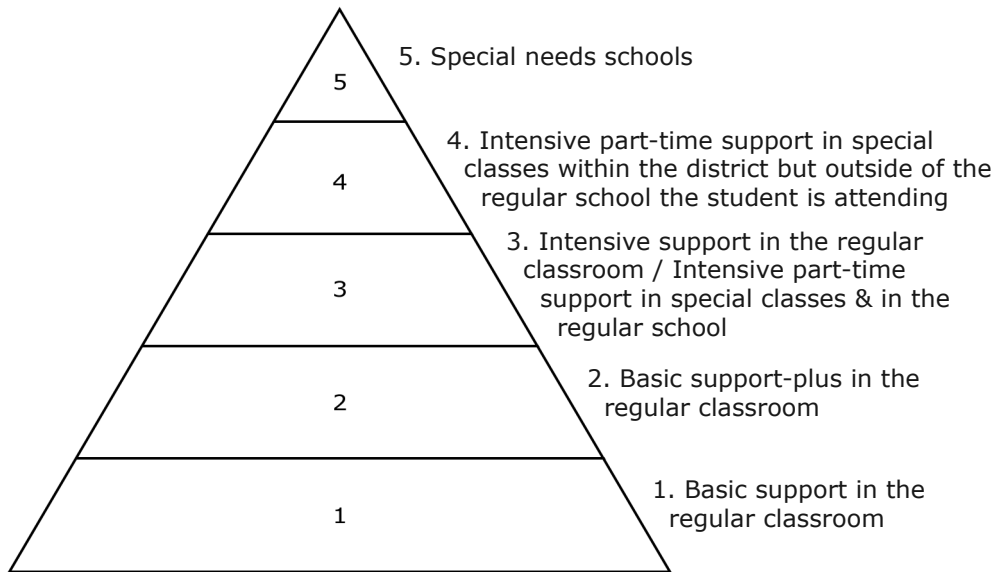 5. Special needs schools
5
4. Intensive part-time support in special
classes within the district but outside of the
regular school the student is attending
4
3. Intensive support in the regular
classroom / Intensive part-time
support in special classes & in the
regular school
3
2. Basic support-plus in the
regular classroom
2
1. Basic support in the
regular classroom
1